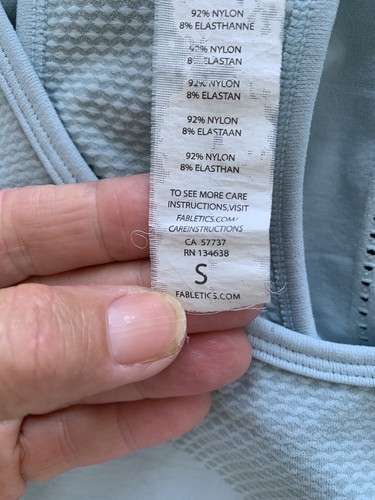 92% NYLON
8% ELASTHANNE
92% NYLON
8% ELASTAN
92% NYLON
8% ELASTAN
92% NYLON
8% ELASTAAN
92% NYLON
8% ELASTHAN
TO SEE MORE CARE
INSTRUCTIONS,VISIT
FABLETICS.COM/
CAREINSTRUCTIONS
CA 57737
RN 134638
S
FABLETICS.COM